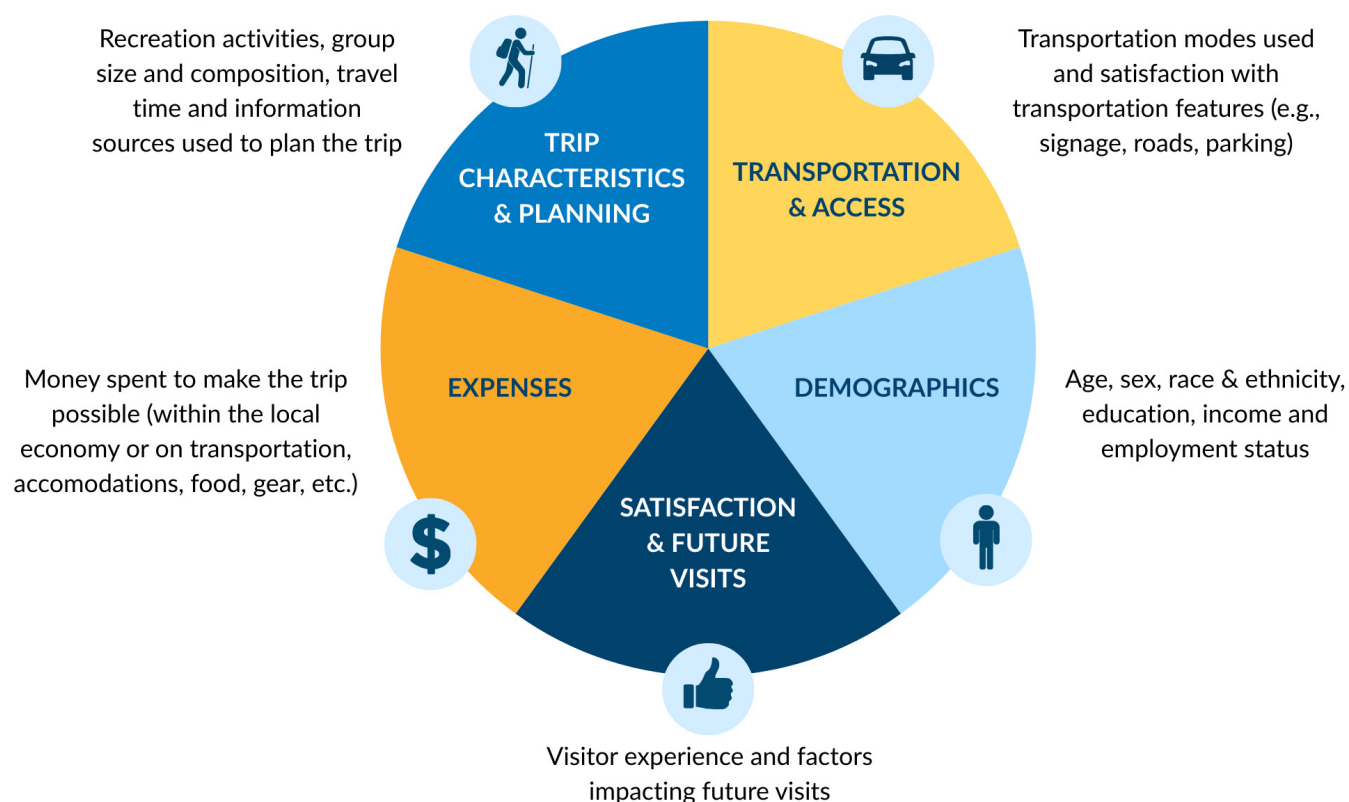 Recreation activities, group
size and composition, travel
time and information
sources used to plan the trip
TRIP
CHARACTERISTICS
& PLANNING
Transportation modes used
and satisfaction with
transportation features (e.g.,
signage, roads, parking)
TRANSPORTATION
& ACCESS
Money spent to make the trip
possible (within the local
economy or on transportation,
accomodations, food, gear, etc.)
EXPENSES
$
DEMOGRAPHICS
Age, sex, race & ethnicity,
education, income and
employment status
SATISFACTION
& FUTURE
VISITS
Visitor experience and factors
impacting future visits